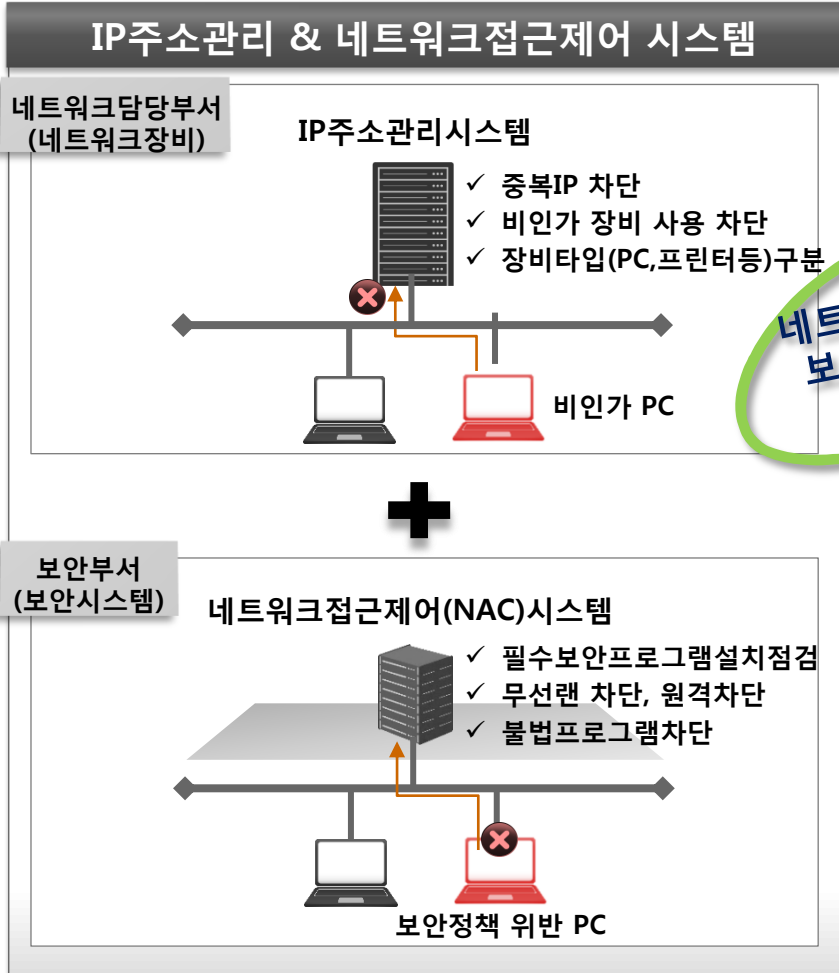 IP주소관리 & 네트워크접근제어 시스템
네트워크담당부서
(네트워크장비)
IP주소관리시스템
✓ 중복IP 차단
✓ 비인가 장비 사용 차단
✓ 장비타입(PC,프린터등)구분
네트
보
비인가 PC
보안부서
(보안시스템)
네트워크접근제어(NAC)시스템
✓ 필수보안프로그램설치점검
✓ 무선랜 차단, 원격차단
✓ 불법프로그램차단
보안정책 위반 PC